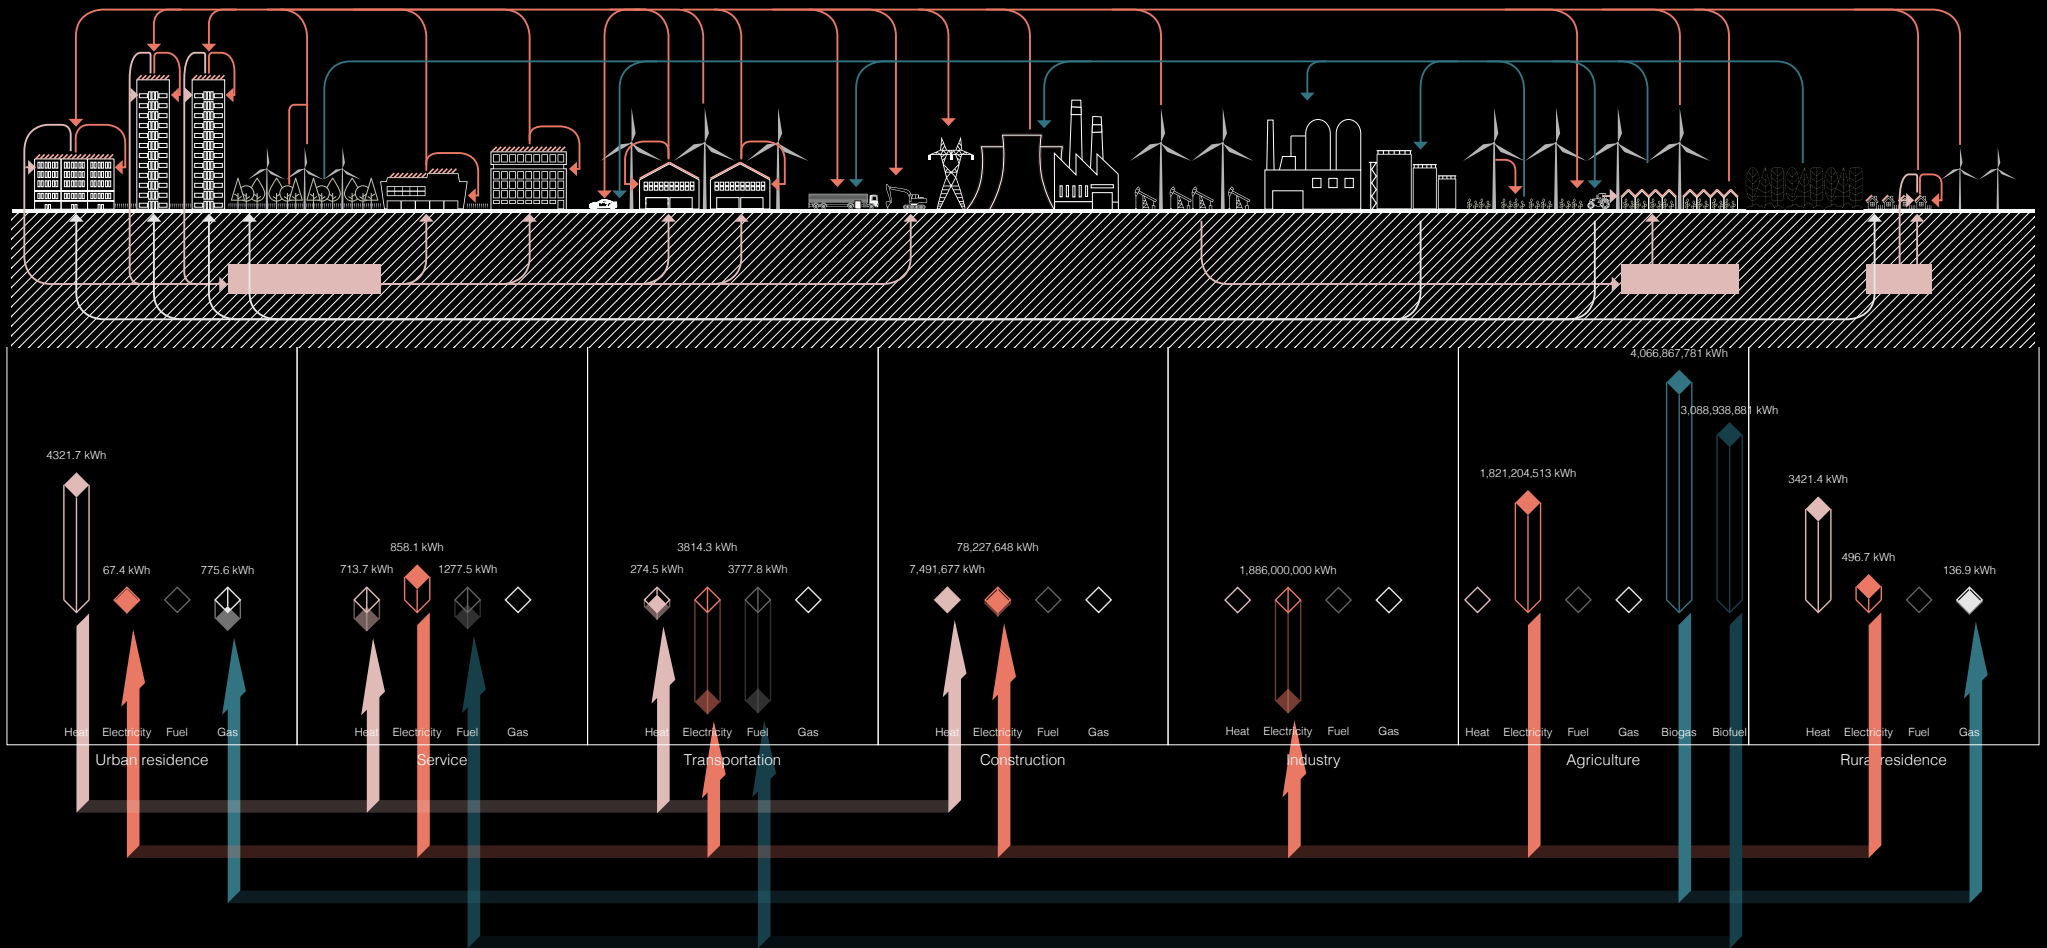 4,066,867,781 kWh
3,088,938,881 kWh
4321.7 kWh
1,821,204,513 kWh
3421.4 kWh
858.1 kWh
3814.3 kWh
78,227,648 kWh
496.7 kWh
67.4 kWh
775.6 kWh
713.7 kWh
1277.5 kWh
274.5 kWh
3777.8 kWh
7,491,677 kWh
1,886,000,000 kWh
136.9 kWh
Heat Electricity Fuel Gas
Heat Electricity Fuel Gas
Heat Electricity Fuel Gas
Heat Electricity Fuel Gas
Heat Electricity Fuel Gas
Heat Electricity Fuel Gas Biogas Biofuel
Heat Electricity Fuel Gas
Urban residence
Service
Transportation
Construction
Industry
Agriculture
Rural residence